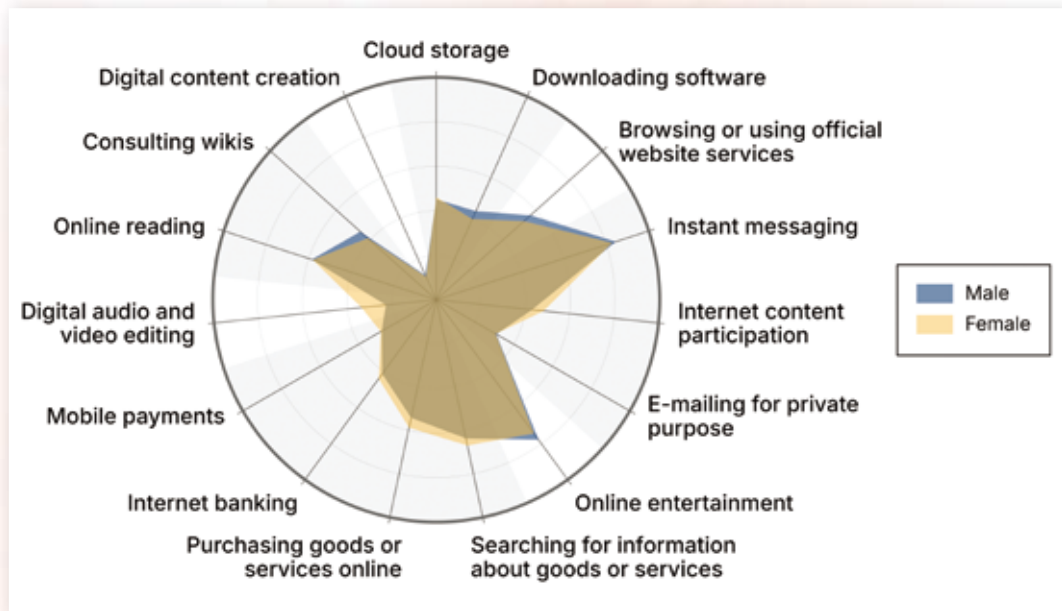 Cloud storage
Digital content creation
Downloading software
Consulting wikis
Browsing or using official
website services
Online reading
Instant messaging
Digital audio and
video editing
Internet content
participation
Male
Female
Mobile payments
E-mailing for private
purpose
Internet banking
Online entertainment
Purchasing goods or
services online
Searching for information
about goods or services